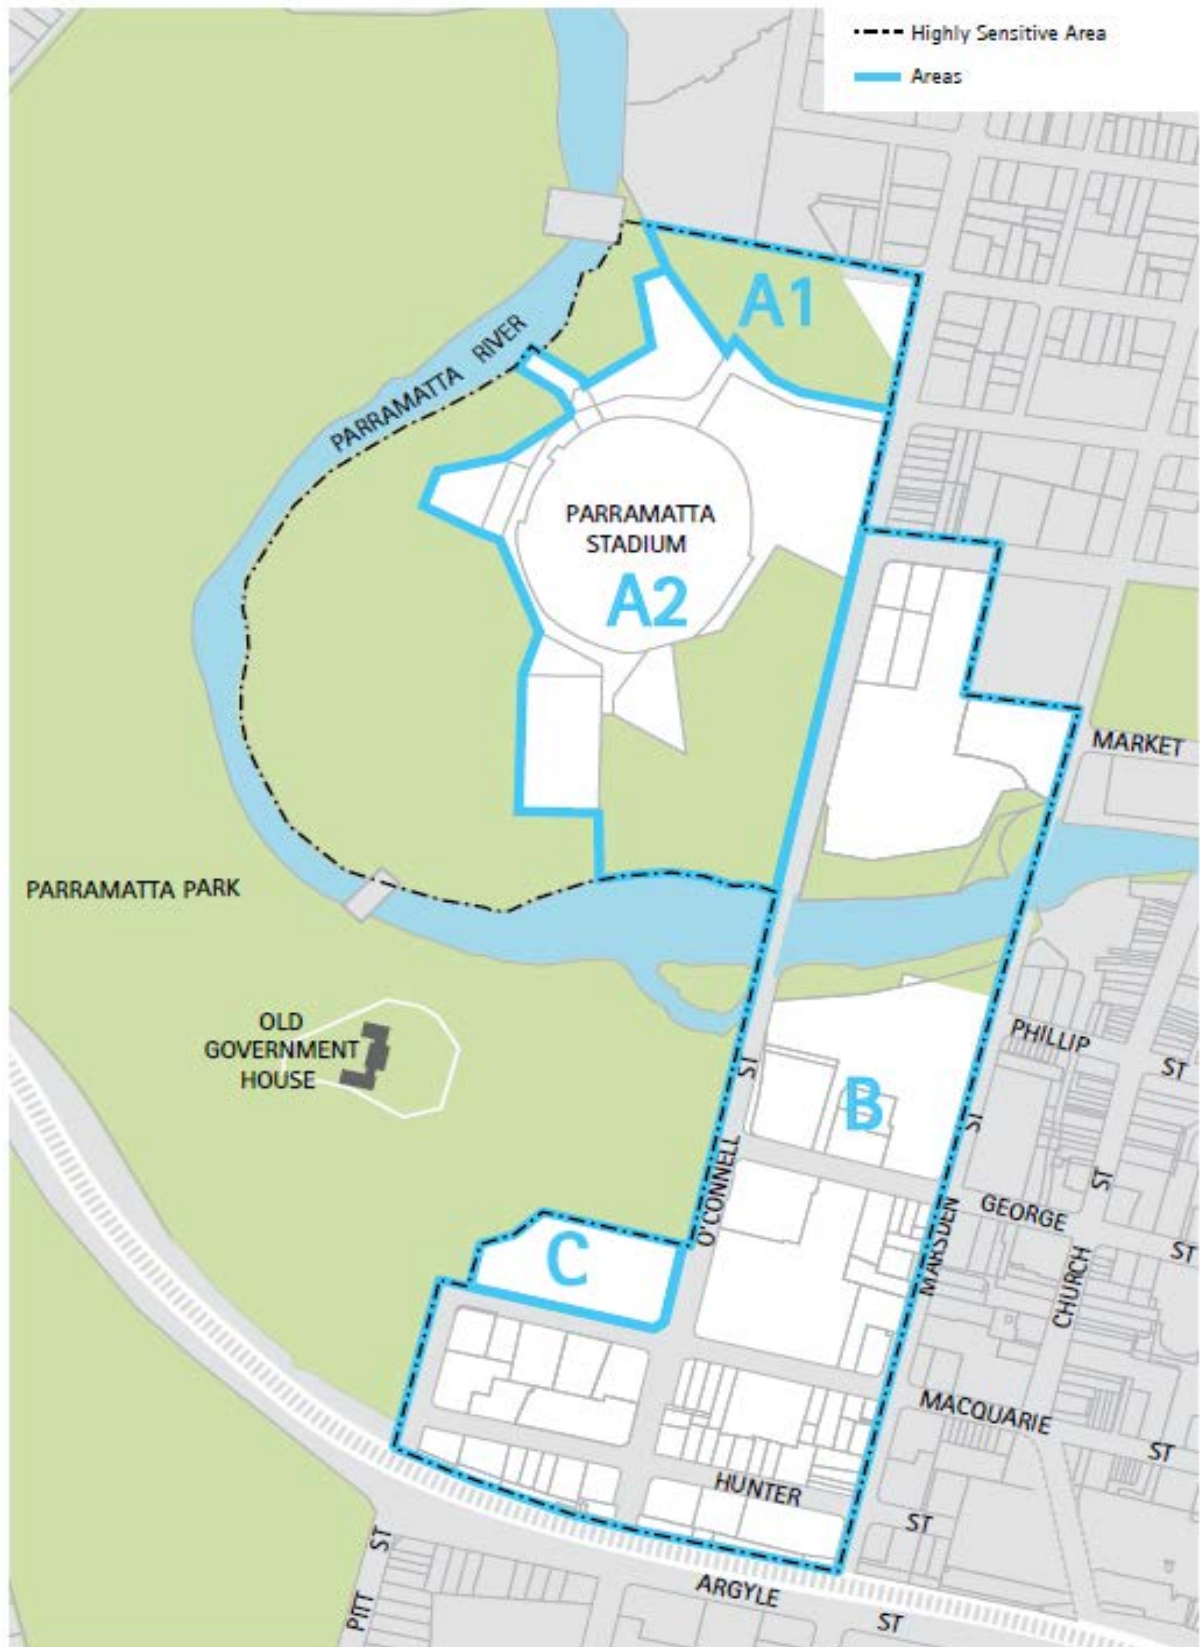 Highly Sensitive Area
Areas
A1
PARRAMATTA RIVER
PARRAMATTA
STADIUM
A2
MARKET
PARRAMATTA PARK
OLD
GOVERNMENT
HOUSE
PHILLIP
ST
ST
B
ST
ST
O'CONNELL
GEORGE
ST
MARSDEN
CHURCH
C
MACQUARIE
ST
HUNTER
ST
ST
PITT
ARGYLE
ST